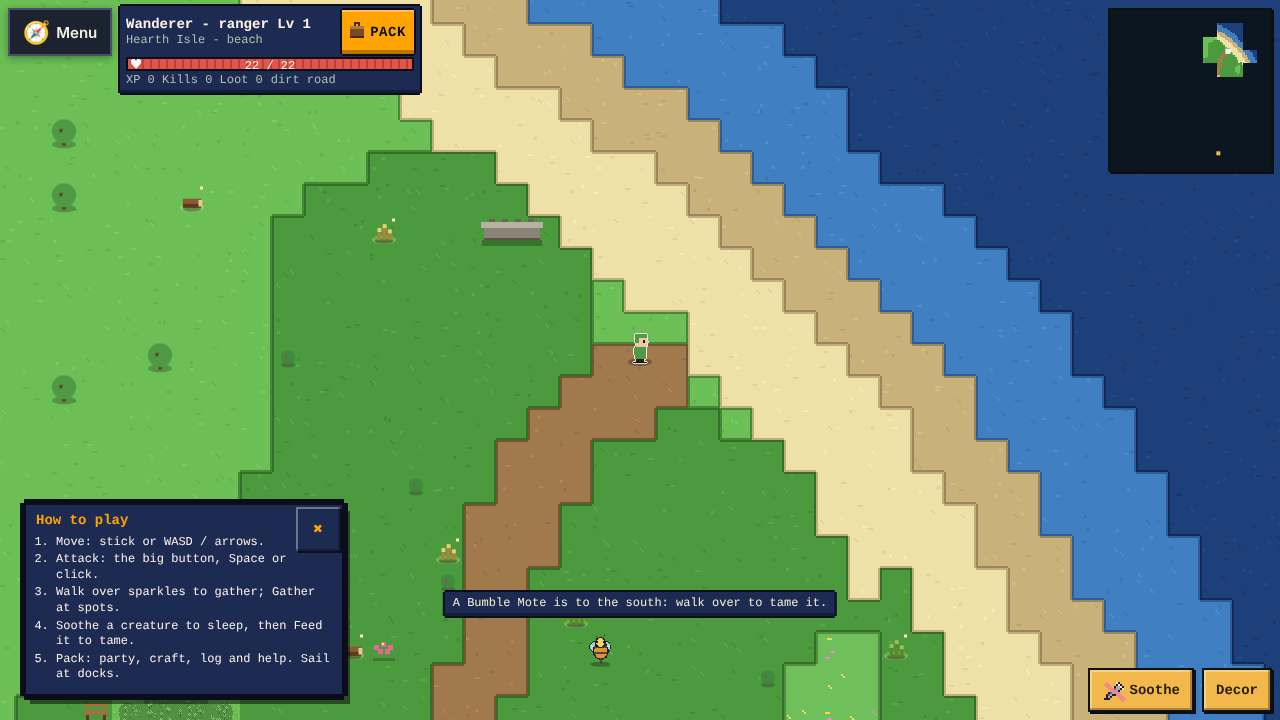 Menu
Wanderer - ranger Lv 1
Hearth Isle - beach
PACK
22 / 22
XP 0 Kills 0 Loot 0 dirt road
How to play
1. Move: stick or WASD / arrows.
2. Attack: the big button, Space or
click.
3. Walk over sparkles to gather; Gather
at spots.
4. Soothe a creature to sleep, then Feed
it to tame.
5. Pack: party, craft, log and help. Sail
at docks.
A Bumble Mote is to the south: walk over to tame it.
Soothe
Decor